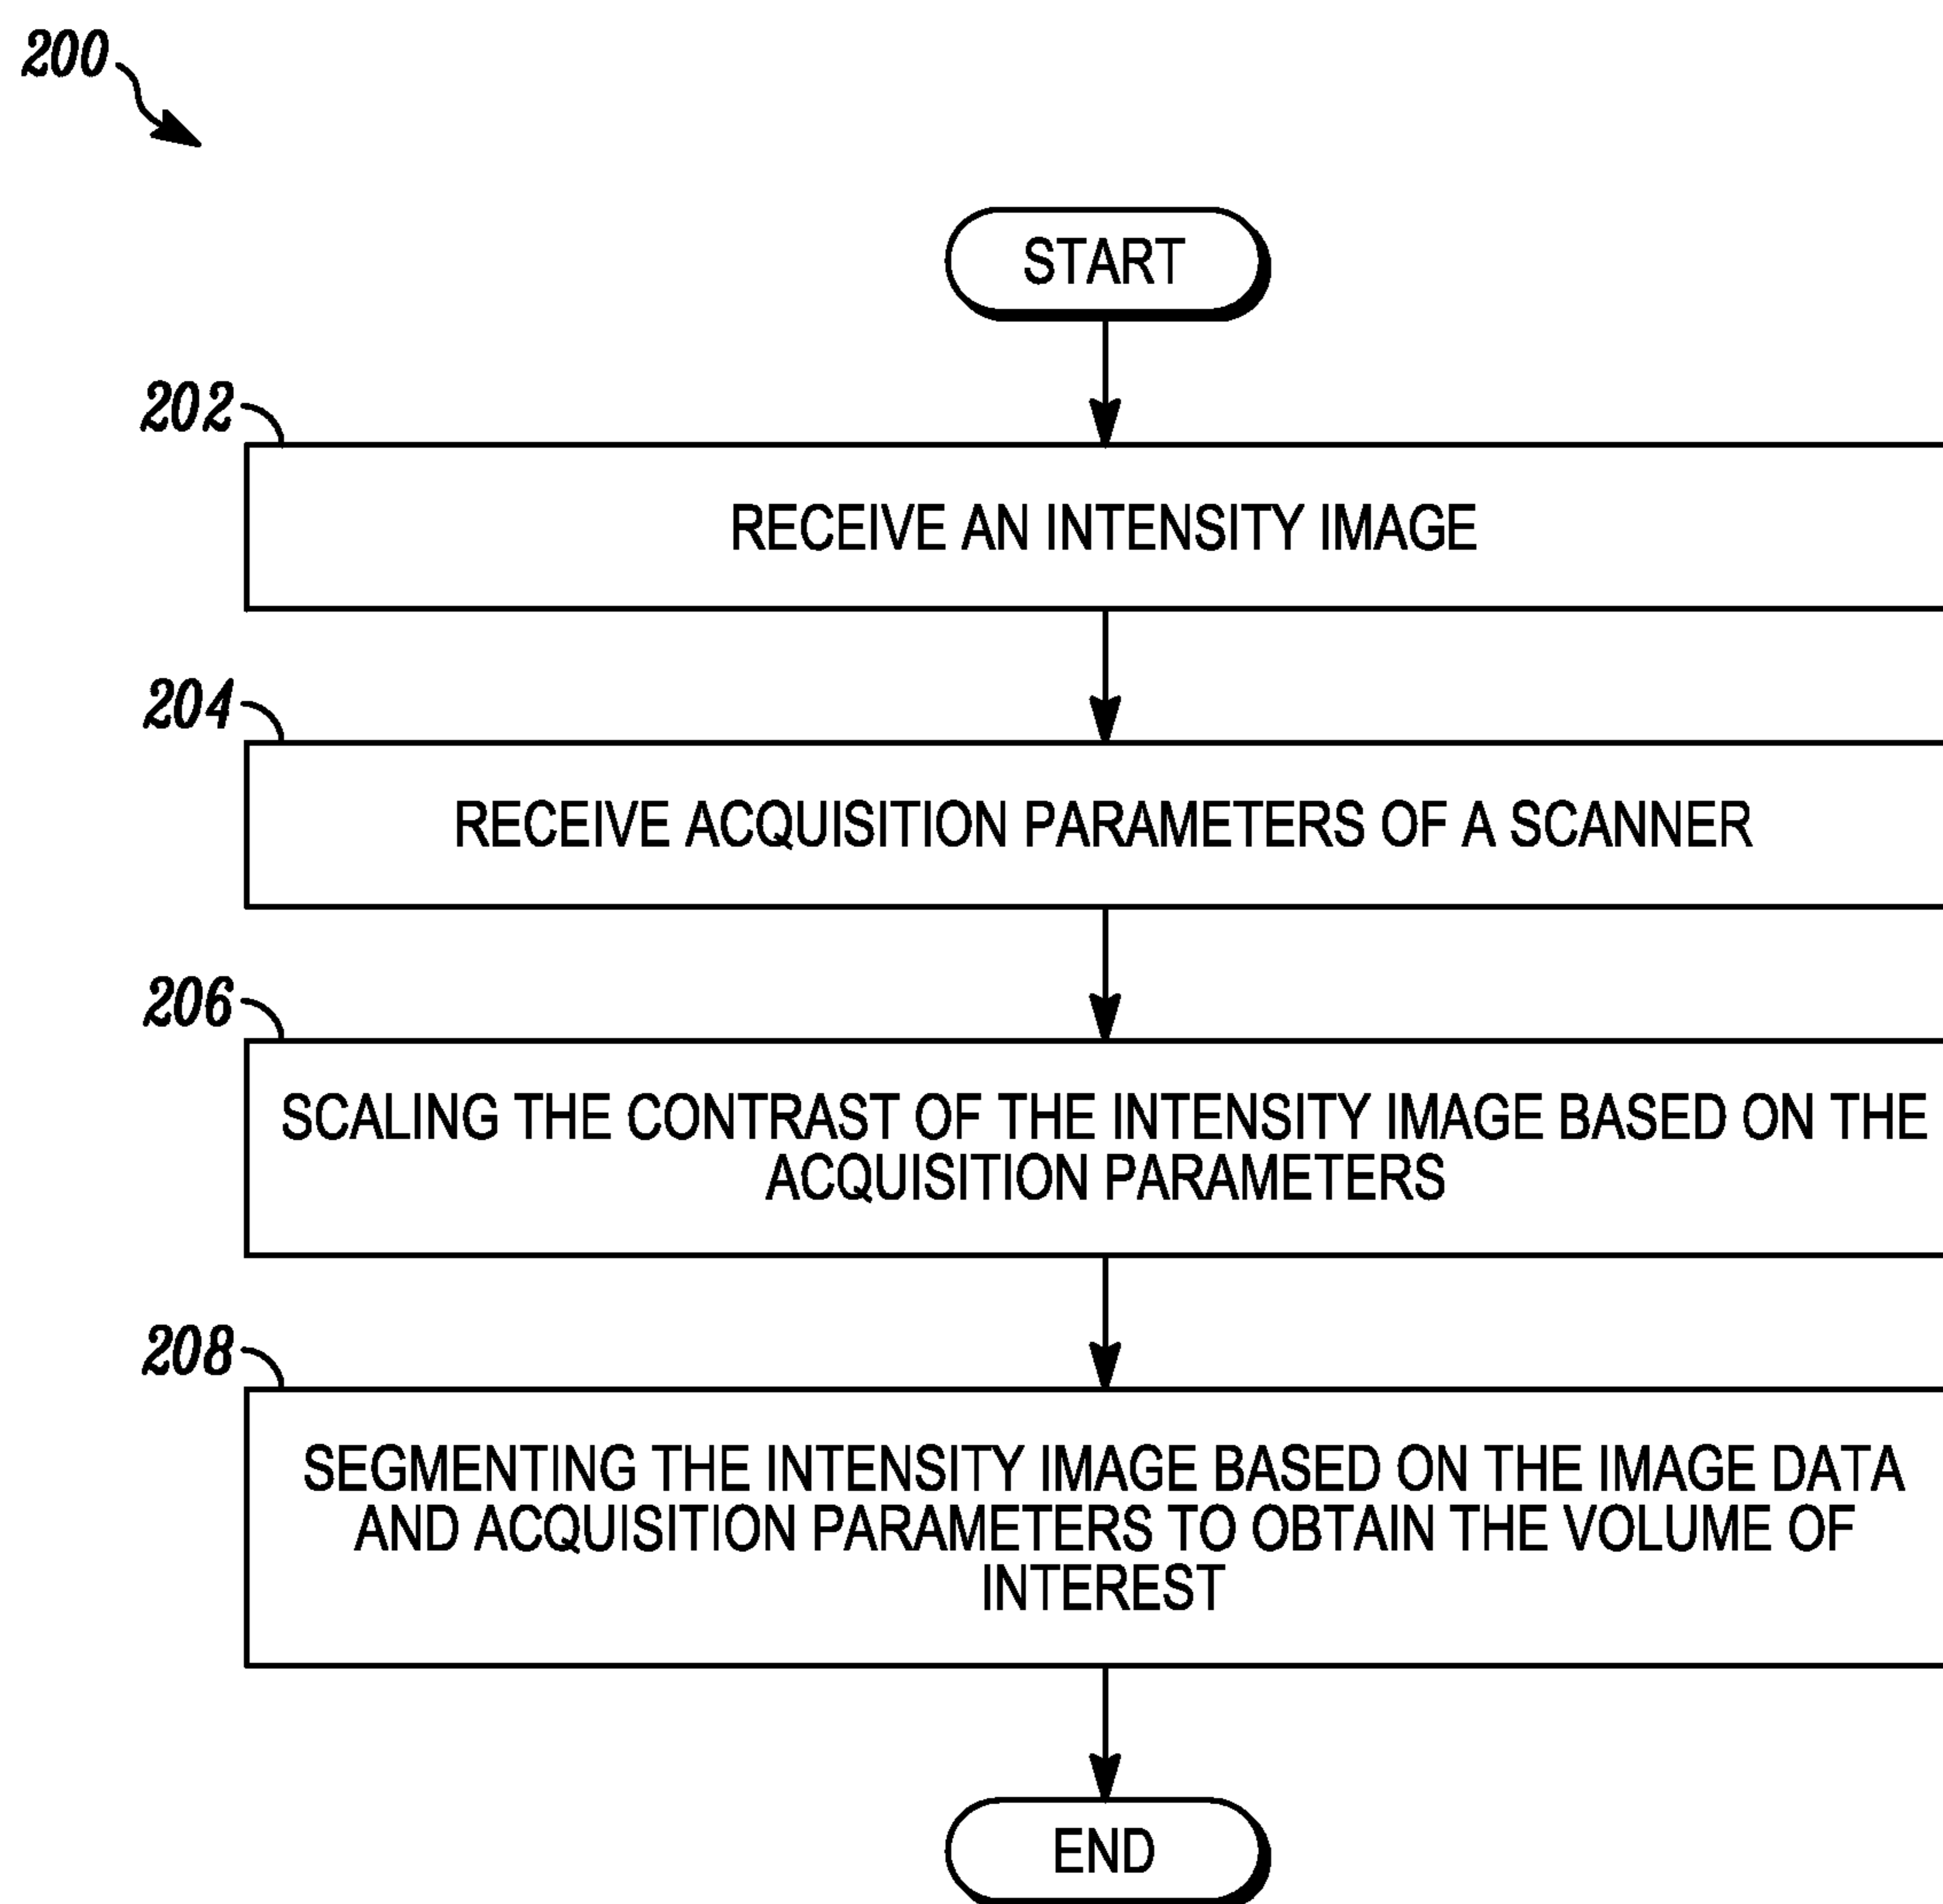 200
START
202
RECEIVE AN INTENSITY IMAGE
204
RECEIVE ACQUISITION PARAMETERS OF A SCANNER
206
SCALING THE CONTRAST OF THE INTENSITY IMAGE BASED ON THE
ACQUISITION PARAMETERS
208
SEGMENTING THE INTENSITY IMAGE BASED ON THE IMAGE DATA
AND ACQUISITION PARAMETERS TO OBTAIN THE VOLUME OF
INTEREST
END